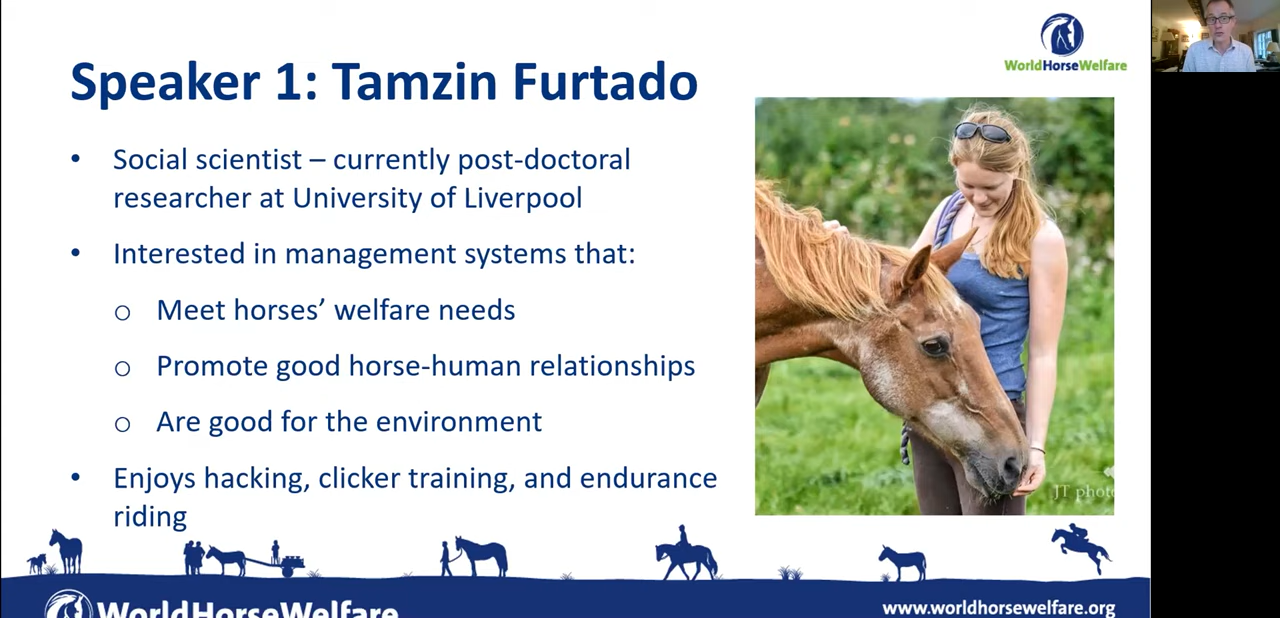 WorldHorseWelfare
Speaker 1: Tamzin Furtado
• Social scientist – currently post-doctoral
researcher at University of Liverpool
• Interested in management systems that:
o Meet horses’ welfare needs
o Promote good horse-human relationships
o Are good for the environment
• Enjoys hacking, clicker training, and endurance
riding
JT phot
WorldHorseWelfare
www.worldhorsewelfare.org